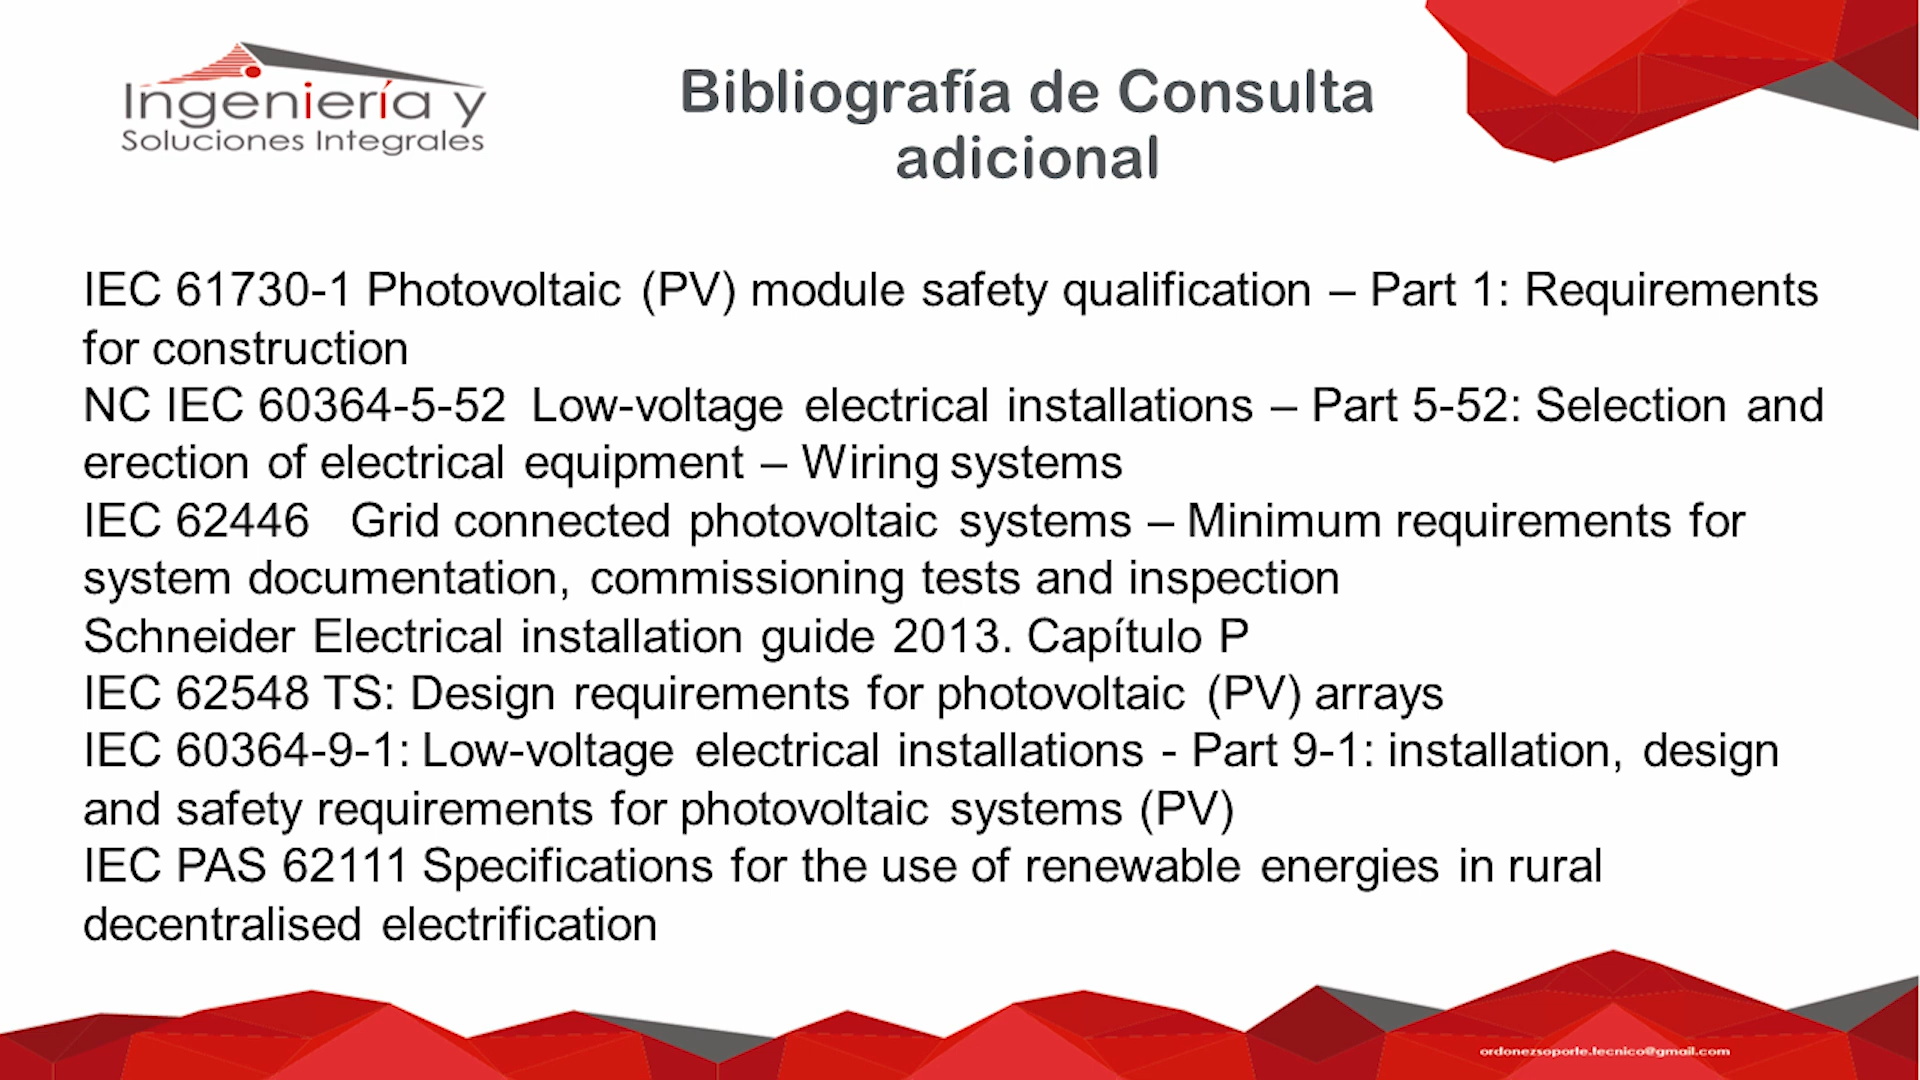 Ingeniería y
Soluciones Integrales
Bibliografía de Consulta
adicional
IEC 61730-1 Photovoltaic (PV) module safety qualification – Part 1: Requirements
for construction
NC IEC 60364-5-52 Low-voltage electrical installations – Part 5-52: Selection and
erection of electrical equipment – Wiring systems
IEC 62446 Grid connected photovoltaic systems – Minimum requirements for
system documentation, commissioning tests and inspection
Schneider Electrical installation guide 2013. Capítulo P
IEC 62548 TS: Design requirements for photovoltaic (PV) arrays
IEC 60364-9-1: Low-voltage electrical installations - Part 9-1: installation, design
and safety requirements for photovoltaic systems (PV)
IEC PAS 62111 Specifications for the use of renewable energies in rural
decentralised electrification
ordonezsoporte.tecnico@gmail.com